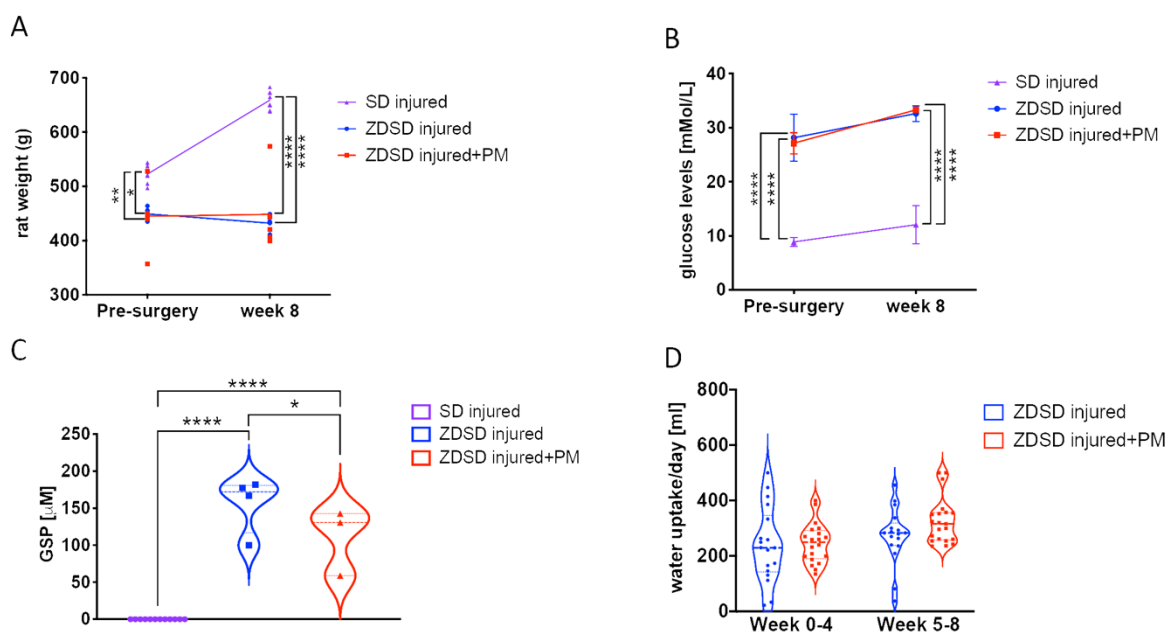 A
rat weight (g)
700
600
500
400
300
**
*
****
****
Pre-surgery
week 8
SD injured
ZDSD injured
ZDSD injured+PM
B
glucose levels [mMol/L]
40
30
20
10
0
****
****
****
****
Pre-surgery
week 8
SD injured
ZDSD injured
ZDSD injured+PM
C
GSP [μM]
250
200
150
100
50
0
****
****
*
SD injured
ZDSD injured
ZDSD injured+PM
D
water uptake/day [ml]
800
600
400
200
0
Week 0-4
Week 5-8
ZDSD injured
ZDSD injured+PM